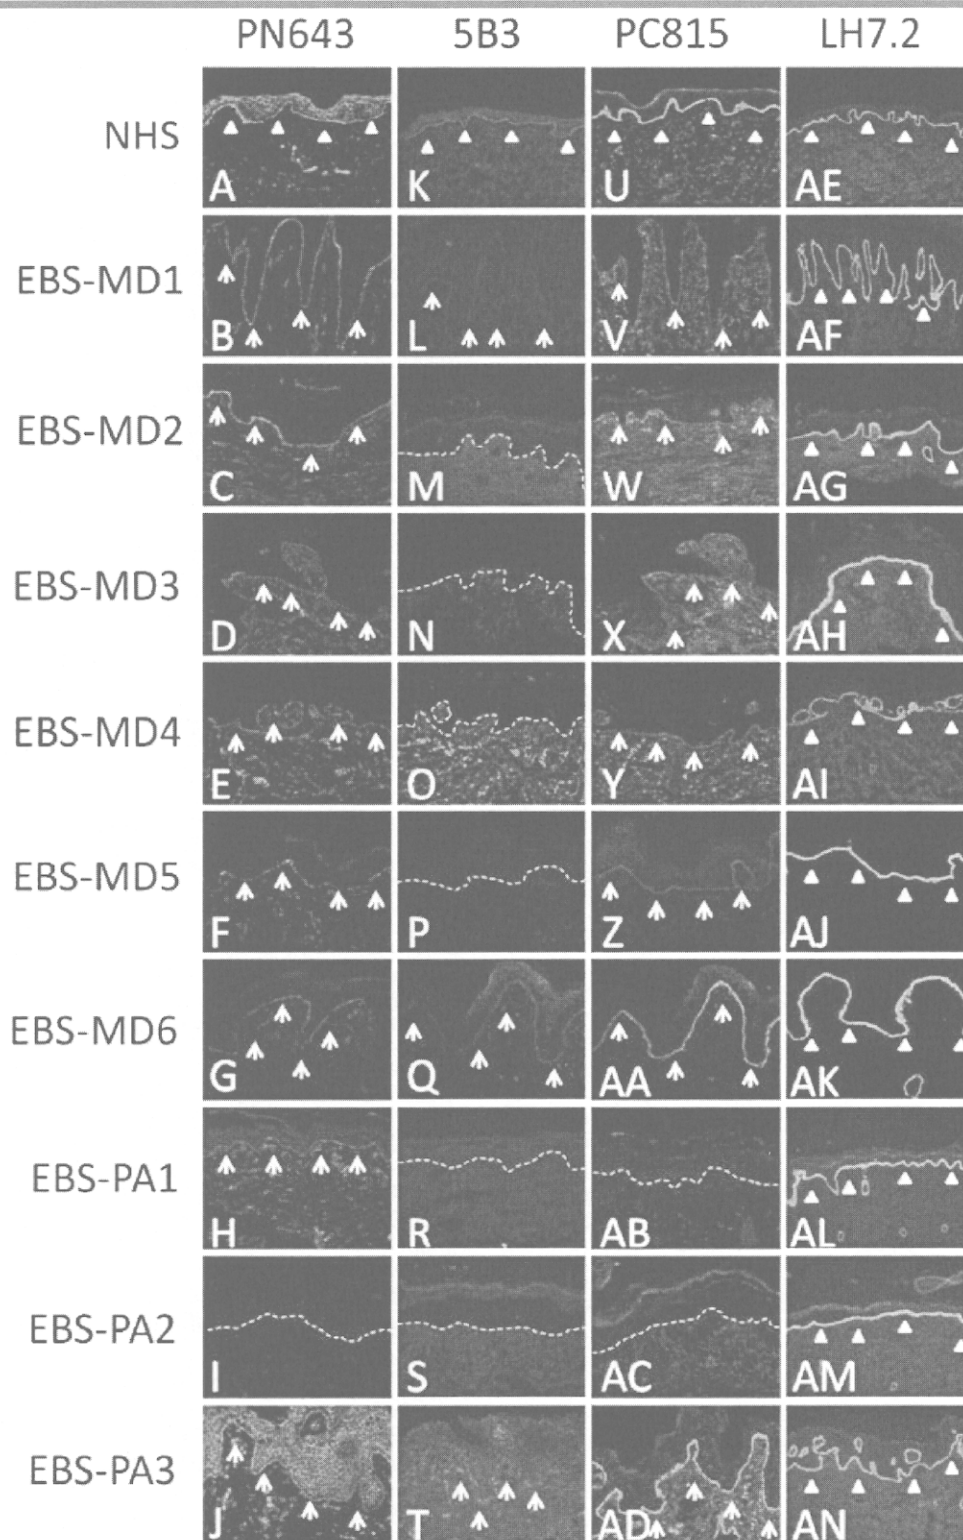 PN643 5B3 PC815 LH7.2
NHS A K U AE
EBS-MD1 B L V AF
EBS-MD2 C M W AG
EBS-MD3 D N X AH
EBS-MD4 E O Y AI
EBS-MD5 F P Z AJ
EBS-MD6 G Q AA AK
EBS-PA1 H R AB AL
EBS-PA2 I S AC AM
EBS-PA3 J T AD AN